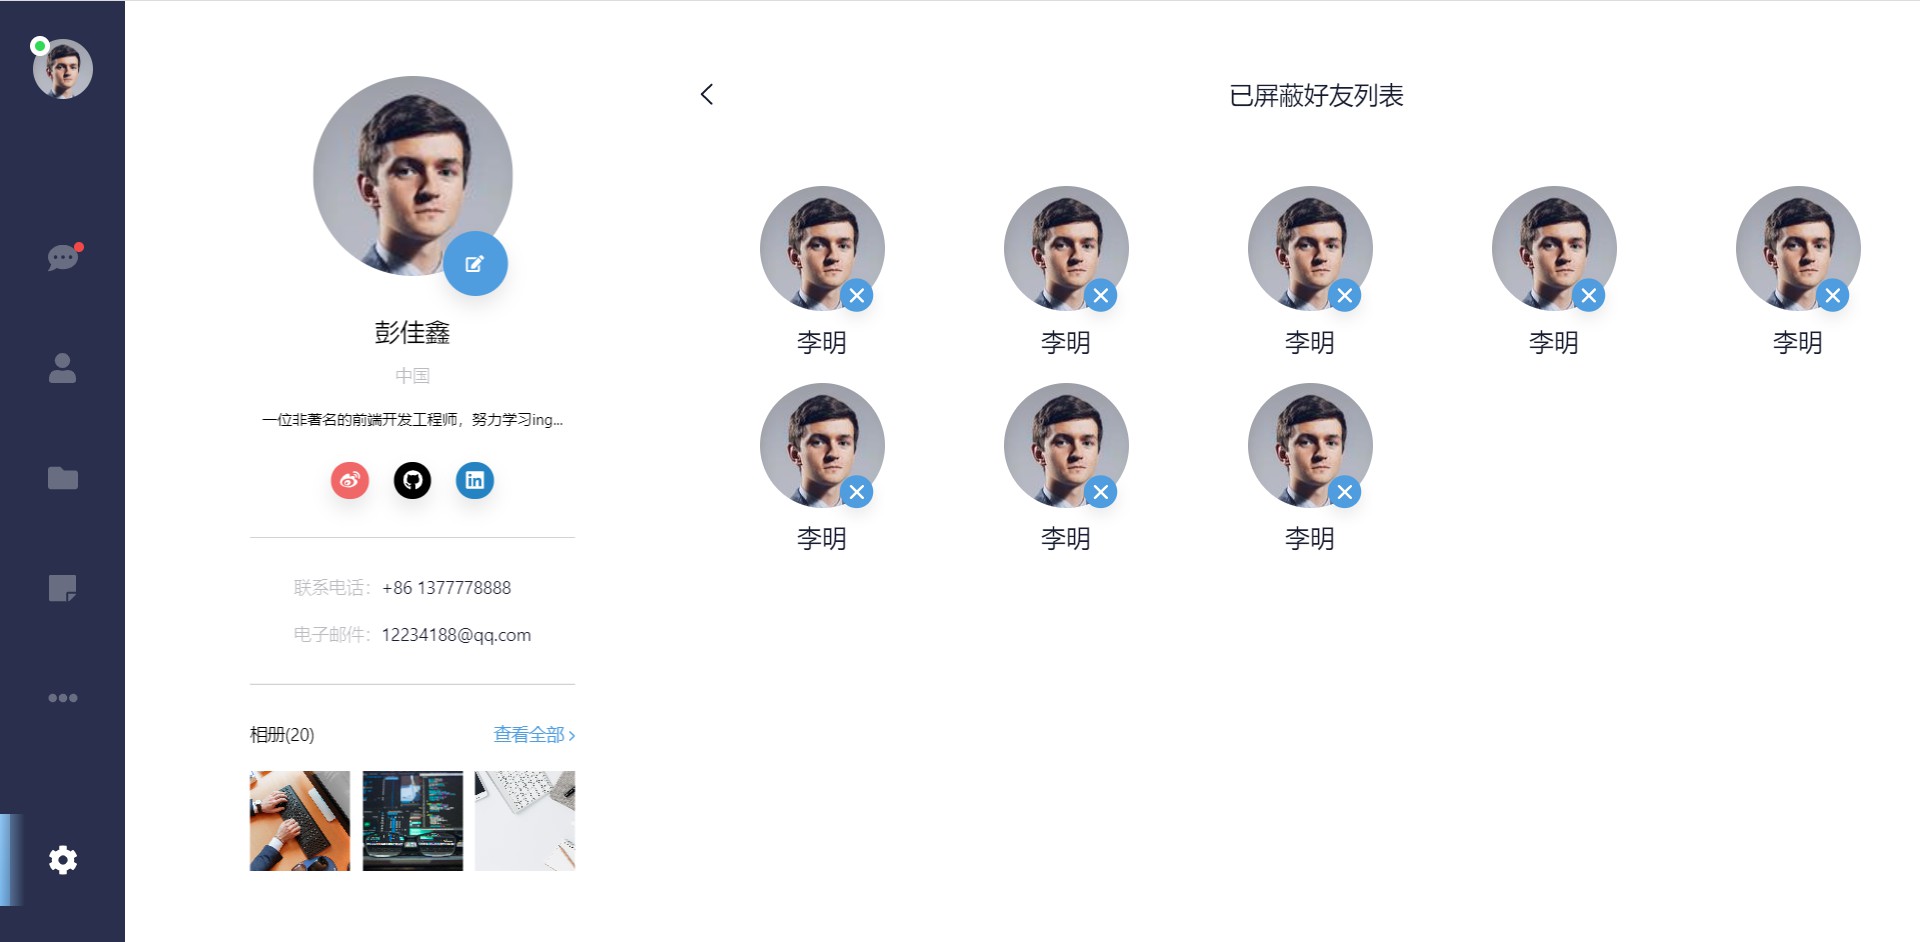 彭佳鑫
中国
一位非著名的前端开发工程师，努力学习ing...
in
联系电话：+86 1377778888
电子邮件：12234188@qq.com
相册(20) 查看全部 >
已屏蔽好友列表
李明 李明 李明 李明 李明
李明 李明 李明